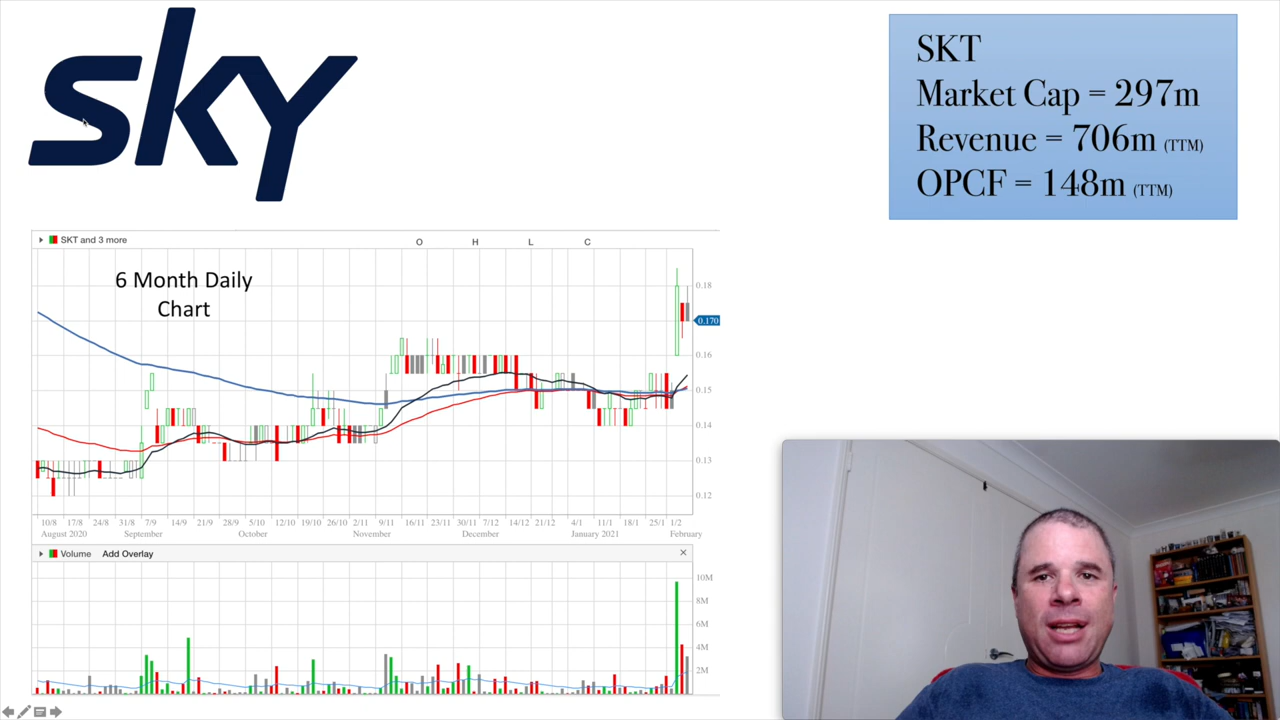 sky
SKT
Market Cap = 297m
Revenue = 706m (TTM)
OPCF = 148m (TTM)
SKT and 3 more
O H L C
6 Month Daily
Chart
0.18
0.170
0.16
0.15
0.14
0.13
0.12
10/8 17/8 24/8 31/8 7/9 14/9 21/9 28/9 5/10 12/10 19/10 26/10 2/11 9/11 16/11 23/11 30/11 7/12 14/12 21/12 4/1 11/1 18/1 25/1 1/2
August 2020 September October November December January 2021 February
Volume Add Overlay
10M
8M
6M
4M
2M